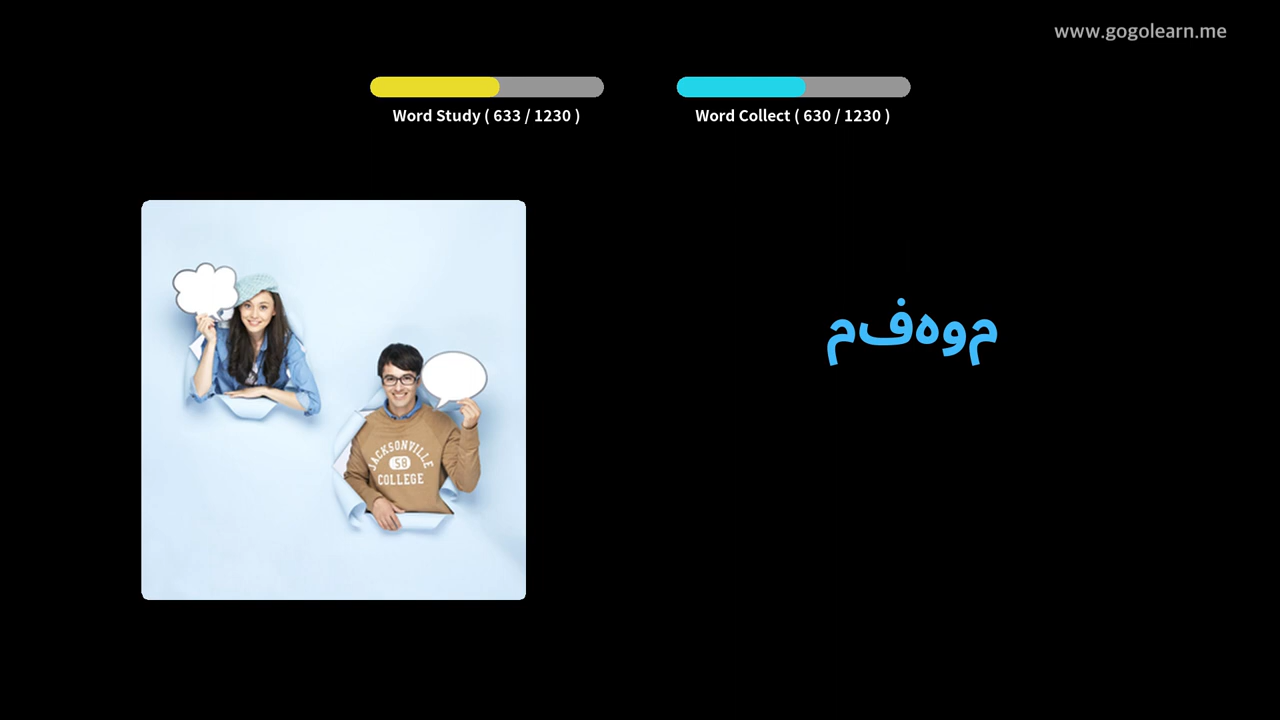 www.gogolearn.me
Word Study ( 633 / 1230 )
Word Collect ( 630 / 1230 )
مفهوم
JACKSONVILLE
58
COLLEGE